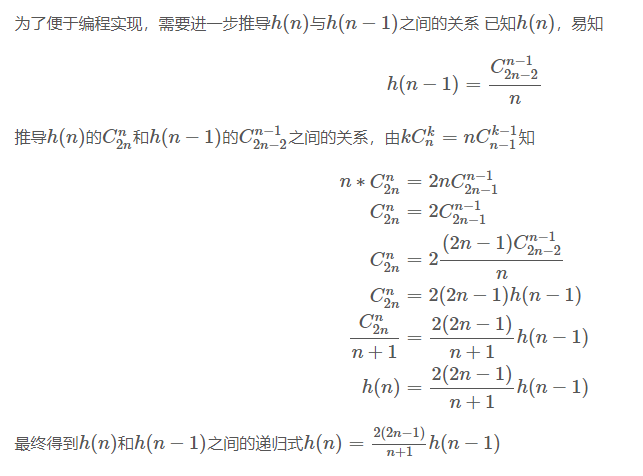 为了便于编程实现，需要进一步推导$h(n)$与$h(n-1)$之间的关系 已知$h(n)$，易知
$h(n-1) = \frac{C_{2n-2}^{n-1}}{n}$
推导$h(n)$的$C_{2n}^{n}$和$h(n-1)$的$C_{2n-2}^{n-1}$之间的关系，由$kC_n^k = nC_{n-1}^{k-1}$知
$n * C_{2n}^{n} = 2nC_{2n-1}^{n-1}$
$C_{2n}^{n} = 2C_{2n-1}^{n-1}$
$C_{2n}^{n} = 2\frac{(2n-1)C_{2n-2}^{n-1}}{n}$
$C_{2n}^{n} = 2(2n-1)h(n-1)$
$\frac{C_{2n}^{n}}{n+1} = \frac{2(2n-1)}{n+1}h(n-1)$
$h(n) = \frac{2(2n-1)}{n+1}h(n-1)$
最终得到$h(n)$和$h(n-1)$之间的递归式$h(n) = \frac{2(2n-1)}{n+1}h(n-1)$